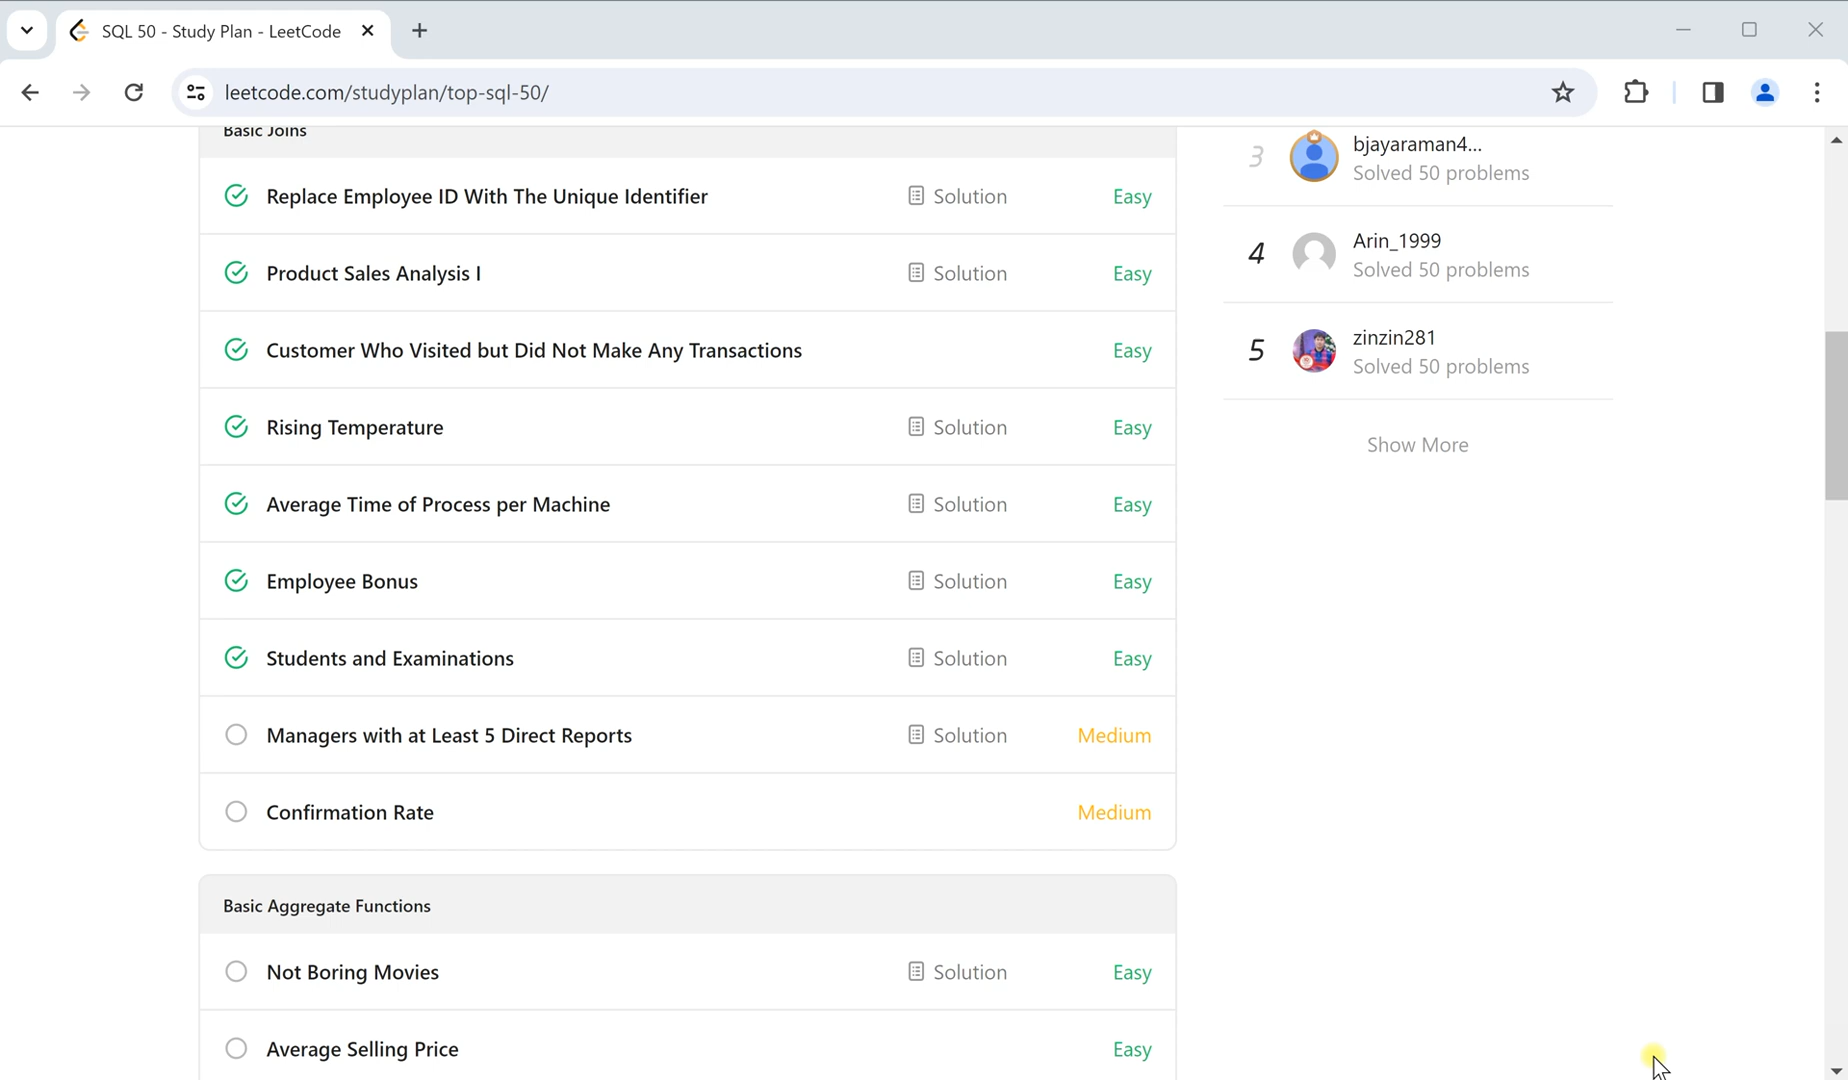 SQL 50 - Study Plan - LeetCode
leetcode.com/studyplan/top-sql-50/
Basic Joins
Replace Employee ID With The Unique Identifier Solution Easy
Product Sales Analysis I Solution Easy
Customer Who Visited but Did Not Make Any Transactions Easy
Rising Temperature Solution Easy
Average Time of Process per Machine Solution Easy
Employee Bonus Solution Easy
Students and Examinations Solution Easy
Managers with at Least 5 Direct Reports Solution Medium
Confirmation Rate Medium
Basic Aggregate Functions
Not Boring Movies Solution Easy
Average Selling Price Easy
3 bjayaraman4...
Solved 50 problems
4 Arin_1999
Solved 50 problems
5 zinzin281
Solved 50 problems
Show More